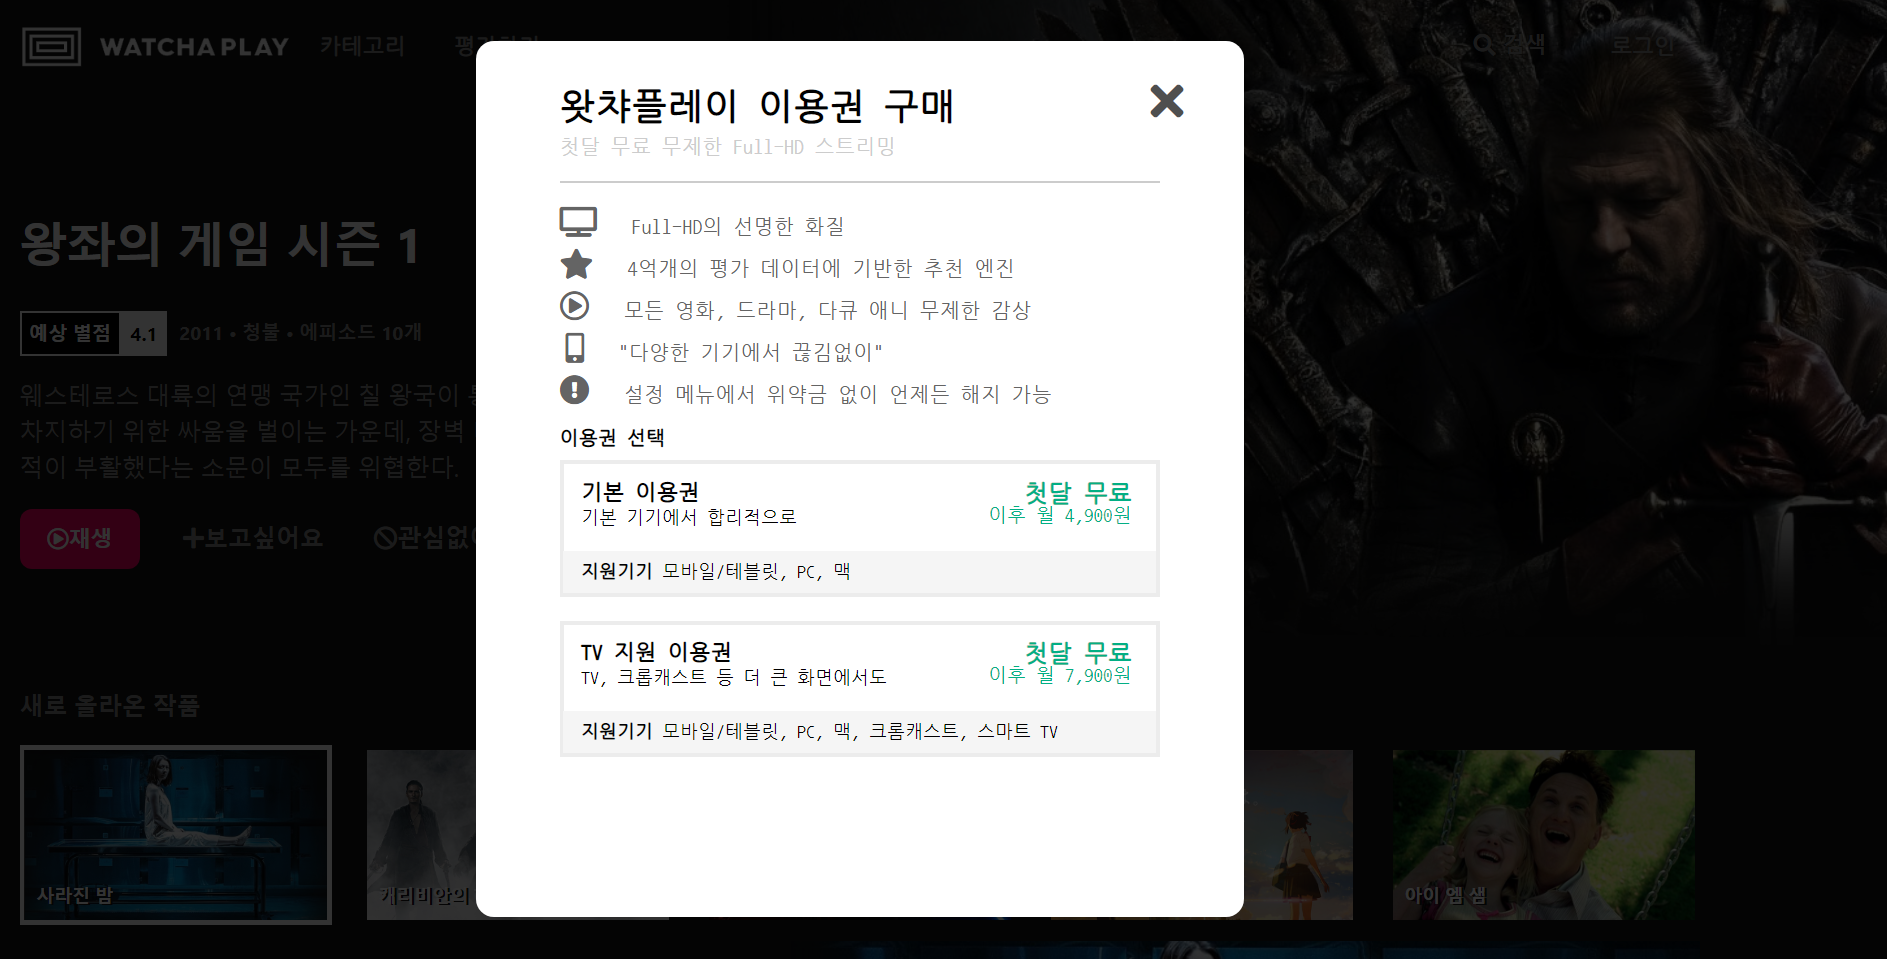 WATCHA PLAY
카테고리
검색
로그인
왓챠플레이 이용권 구매
첫달 무료 무제한 Full-HD 스트리밍
Full-HD의 선명한 화질
4억개의 평가 데이터에 기반한 추천 엔진
모든 영화, 드라마, 다큐 애니 무제한 감상
"다양한 기기에서 끊김없이"
설정 메뉴에서 위약금 없이 언제든 해지 가능
이용권 선택
기본 이용권
첫달 무료
기본 기기에서 합리적으로
이후 월 4,900원
지원기기 모바일/테블릿, PC, 맥
TV 지원 이용권
첫달 무료
TV, 크롭캐스트 등 더 큰 화면에서도
이후 월 7,900원
지원기기 모바일/테블릿, PC, 맥, 크롬캐스트, 스마트 TV
왕좌의 게임 시즌 1
예상 별점 4.1 2011 • 청불 • 에피소드 10개
웨스테로스 대륙의 연맹 국가인 칠 왕국이
차지하기 위한 싸움을 벌이는 가운데, 장벽
적이 부활했다는 소문이 모두를 위협한다.
재생
보고싶어요
관심없어
새로 올라온 작품
사라진 밤
캐리비안의
아이 엠 샘